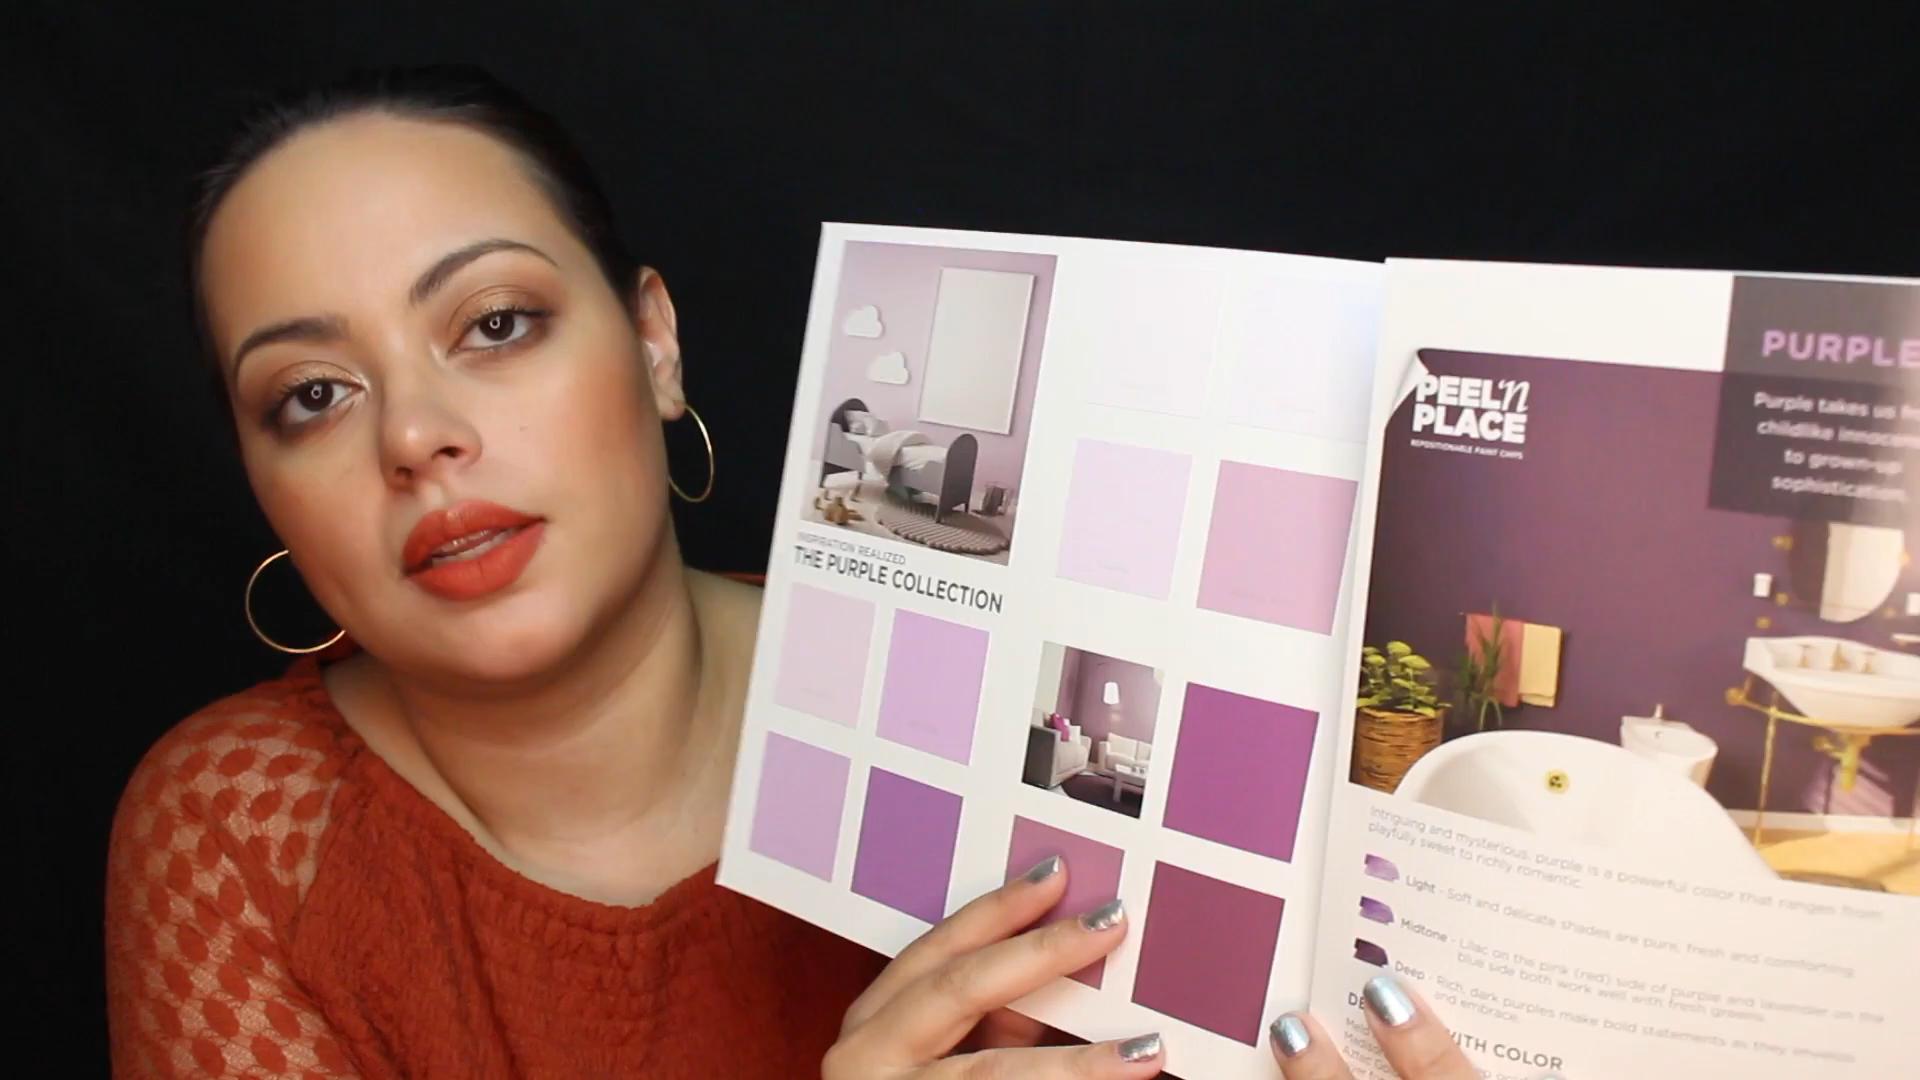 INSPIRATION REALIZED
THE PURPLE COLLECTION
PURPLE
Purple takes us
childlike
to grown-up
sophistication.
PEEL'n
PLACE
REPOSITIONABLE PAINT CHIPS
Intriguing and mysterious, purple is a powerful color that ranges from
playfully sweet to richly romantic.
Light - Soft and delicate shades are pure, fresh and comforting.
Midtone - Lilac on the pink (red) side of purple and lavender on the
blue side both work well with fresh greens.
Deep - Rich, dark purples make bold statements as they envelop
and embrace.
WITH COLOR